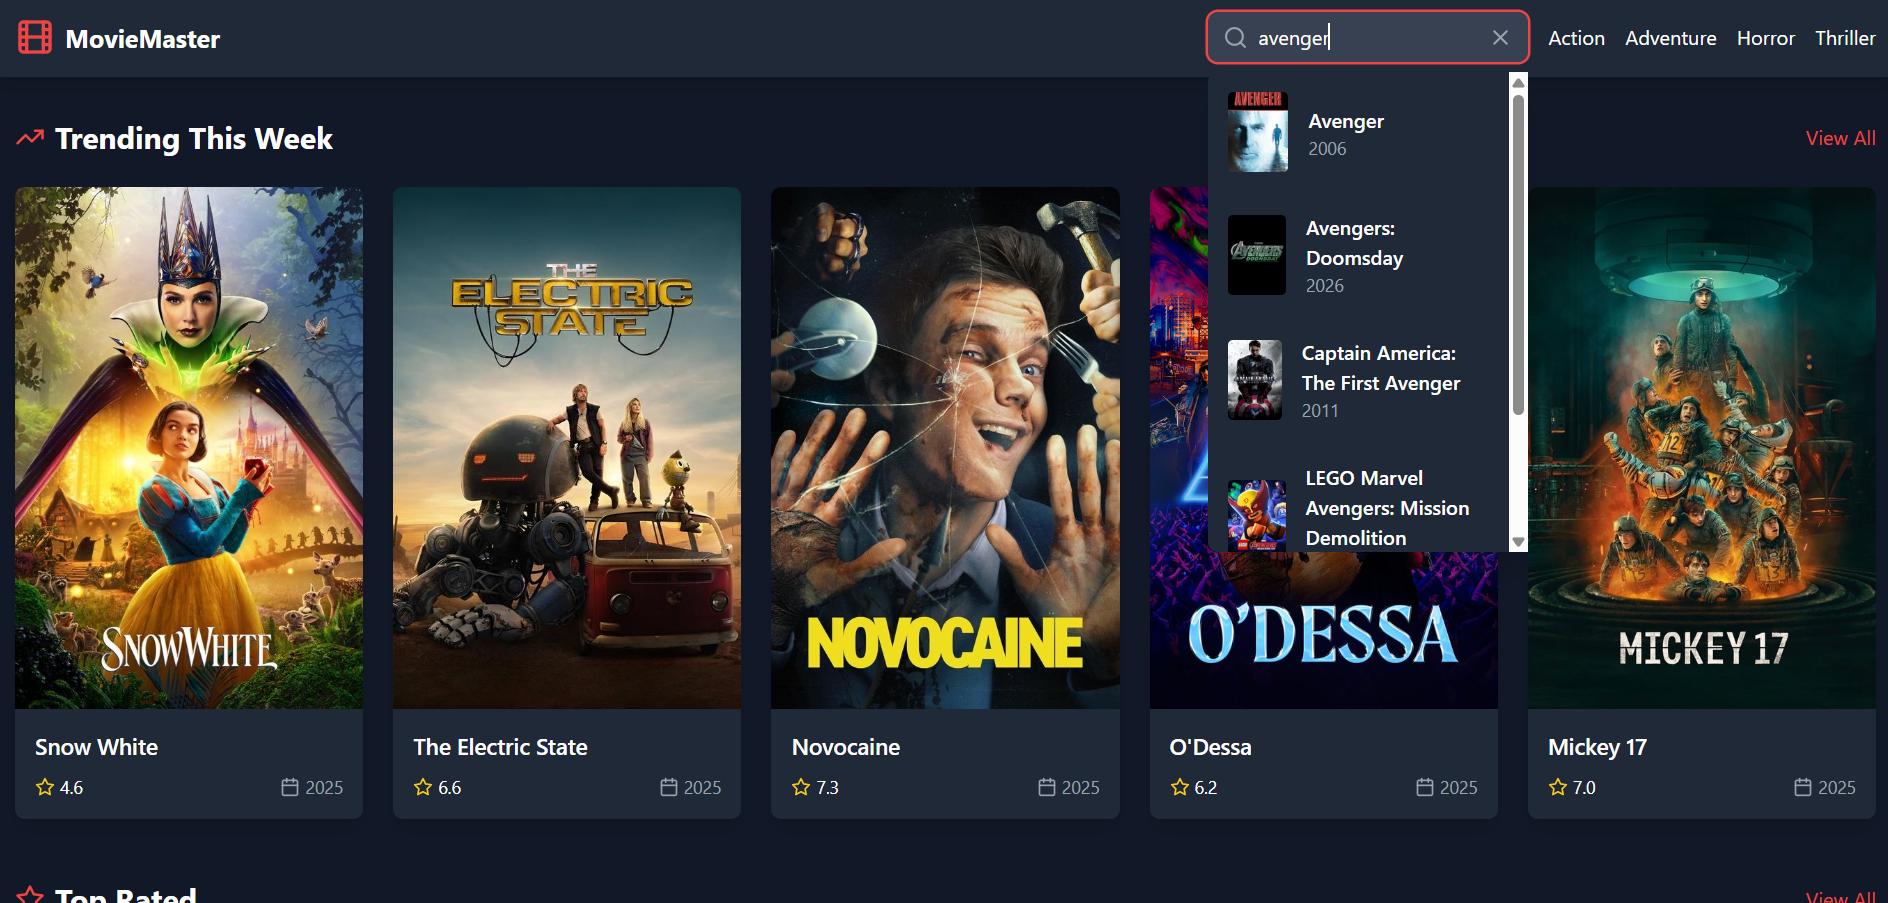 MovieMaster
avenger
Action
Adventure
Horror
Thriller
Trending This Week
View All
AVENGER
Avenger
2006
AVENGERS
DOOMSDAY
Avengers:
Doomsday
2026
Captain America:
The First Avenger
2011
LEGO Marvel
Avengers: Mission
Demolition
SNOW WHITE
THE
ELECTRIC
STATE
NOVOCAINE
O'DESSA
MICKEY 17
Snow White
4.6
2025
The Electric State
6.6
2025
Novocaine
7.3
2025
O'Dessa
6.2
2025
Mickey 17
7.0
2025
Top Rated
View All